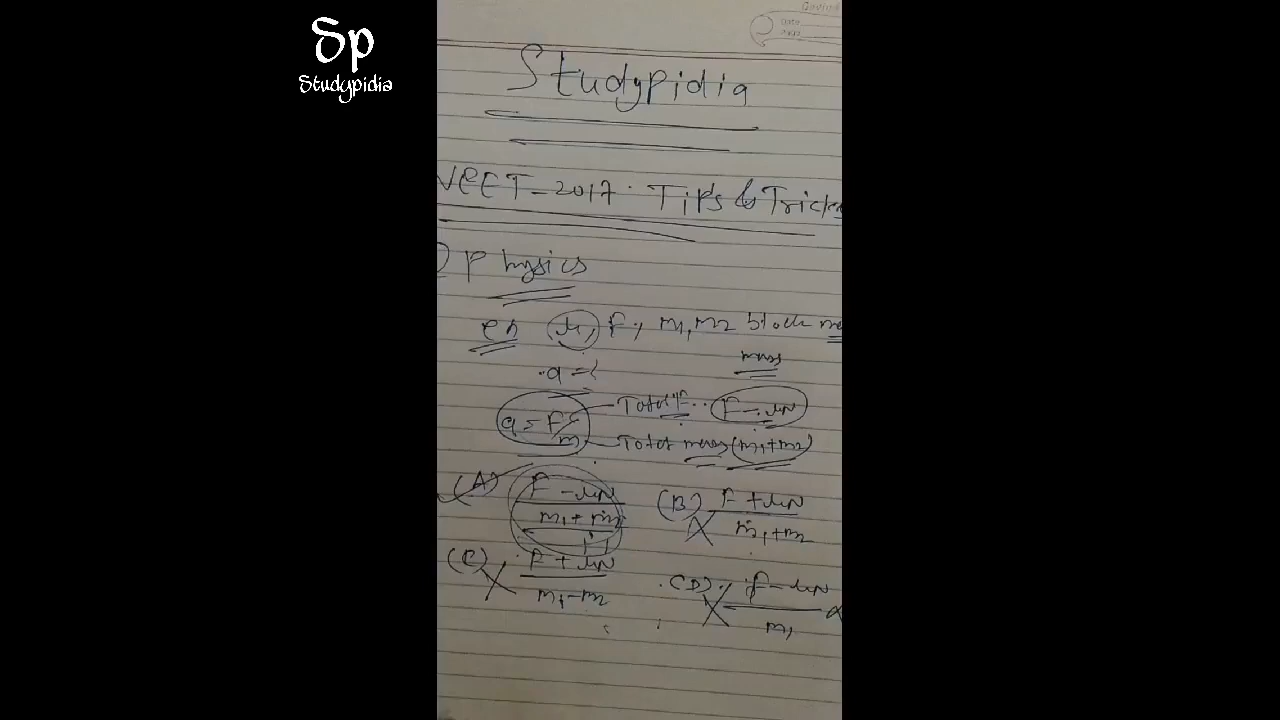 Sp
Studypidia
Studypidia
NEET-2017. Tips & Tricks
Physics
ex μ, F, m1, m2 block
mass
a = ?
a = F/m Total F.. F - μN
Total mass (m1+m2)
(A) F - μN / m1 + m2 (B) F + μN / m1 + m2
(C) F + μN / m1 - m2 (D) F - μN / m1